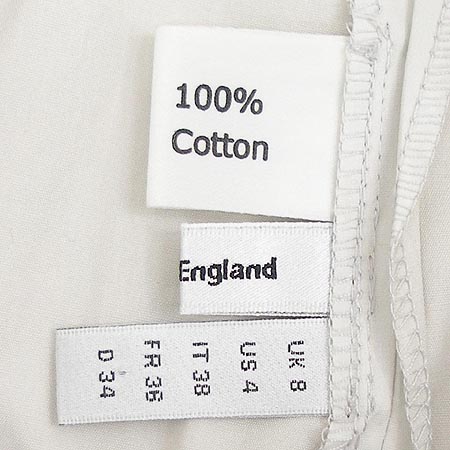 100%
Cotton
England
UK 8
US 4
IT 38
FR 36
D 34